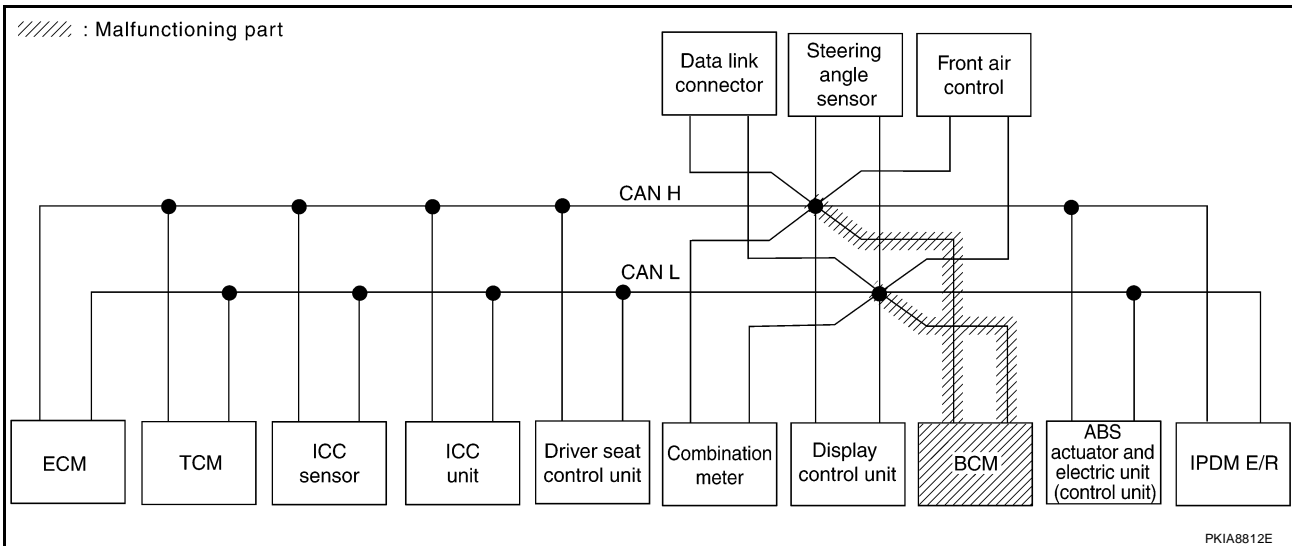 : Malfunctioning part
Data link
connector
Steering
angle
sensor
Front air
control
CAN H
CAN L
ECM
TCM
ICC
sensor
ICC
unit
Driver seat
control unit
Combination
meter
Display
control unit
BCM
ABS
actuator and
electric unit
(control unit)
IPDM E/R
PKIA8812E